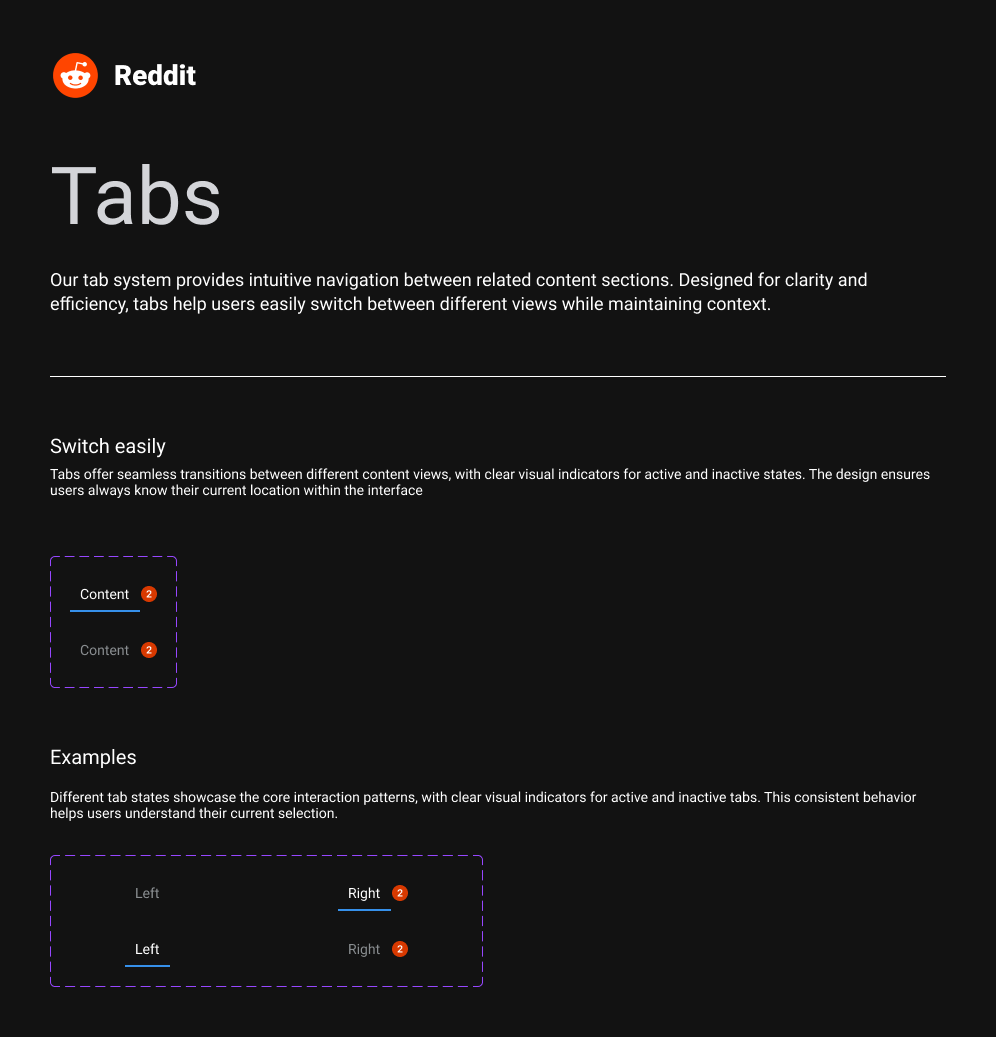 Reddit
Tabs
Our tab system provides intuitive navigation between related content sections. Designed for clarity and
efficiency, tabs help users easily switch between different views while maintaining context.
Switch easily
Tabs offer seamless transitions between different content views, with clear visual indicators for active and inactive states. The design ensures
users always know their current location within the interface
Content 2
Content 2
Examples
Different tab states showcase the core interaction patterns, with clear visual indicators for active and inactive tabs. This consistent behavior
helps users understand their current selection.
Left Right 2
Left Right 2